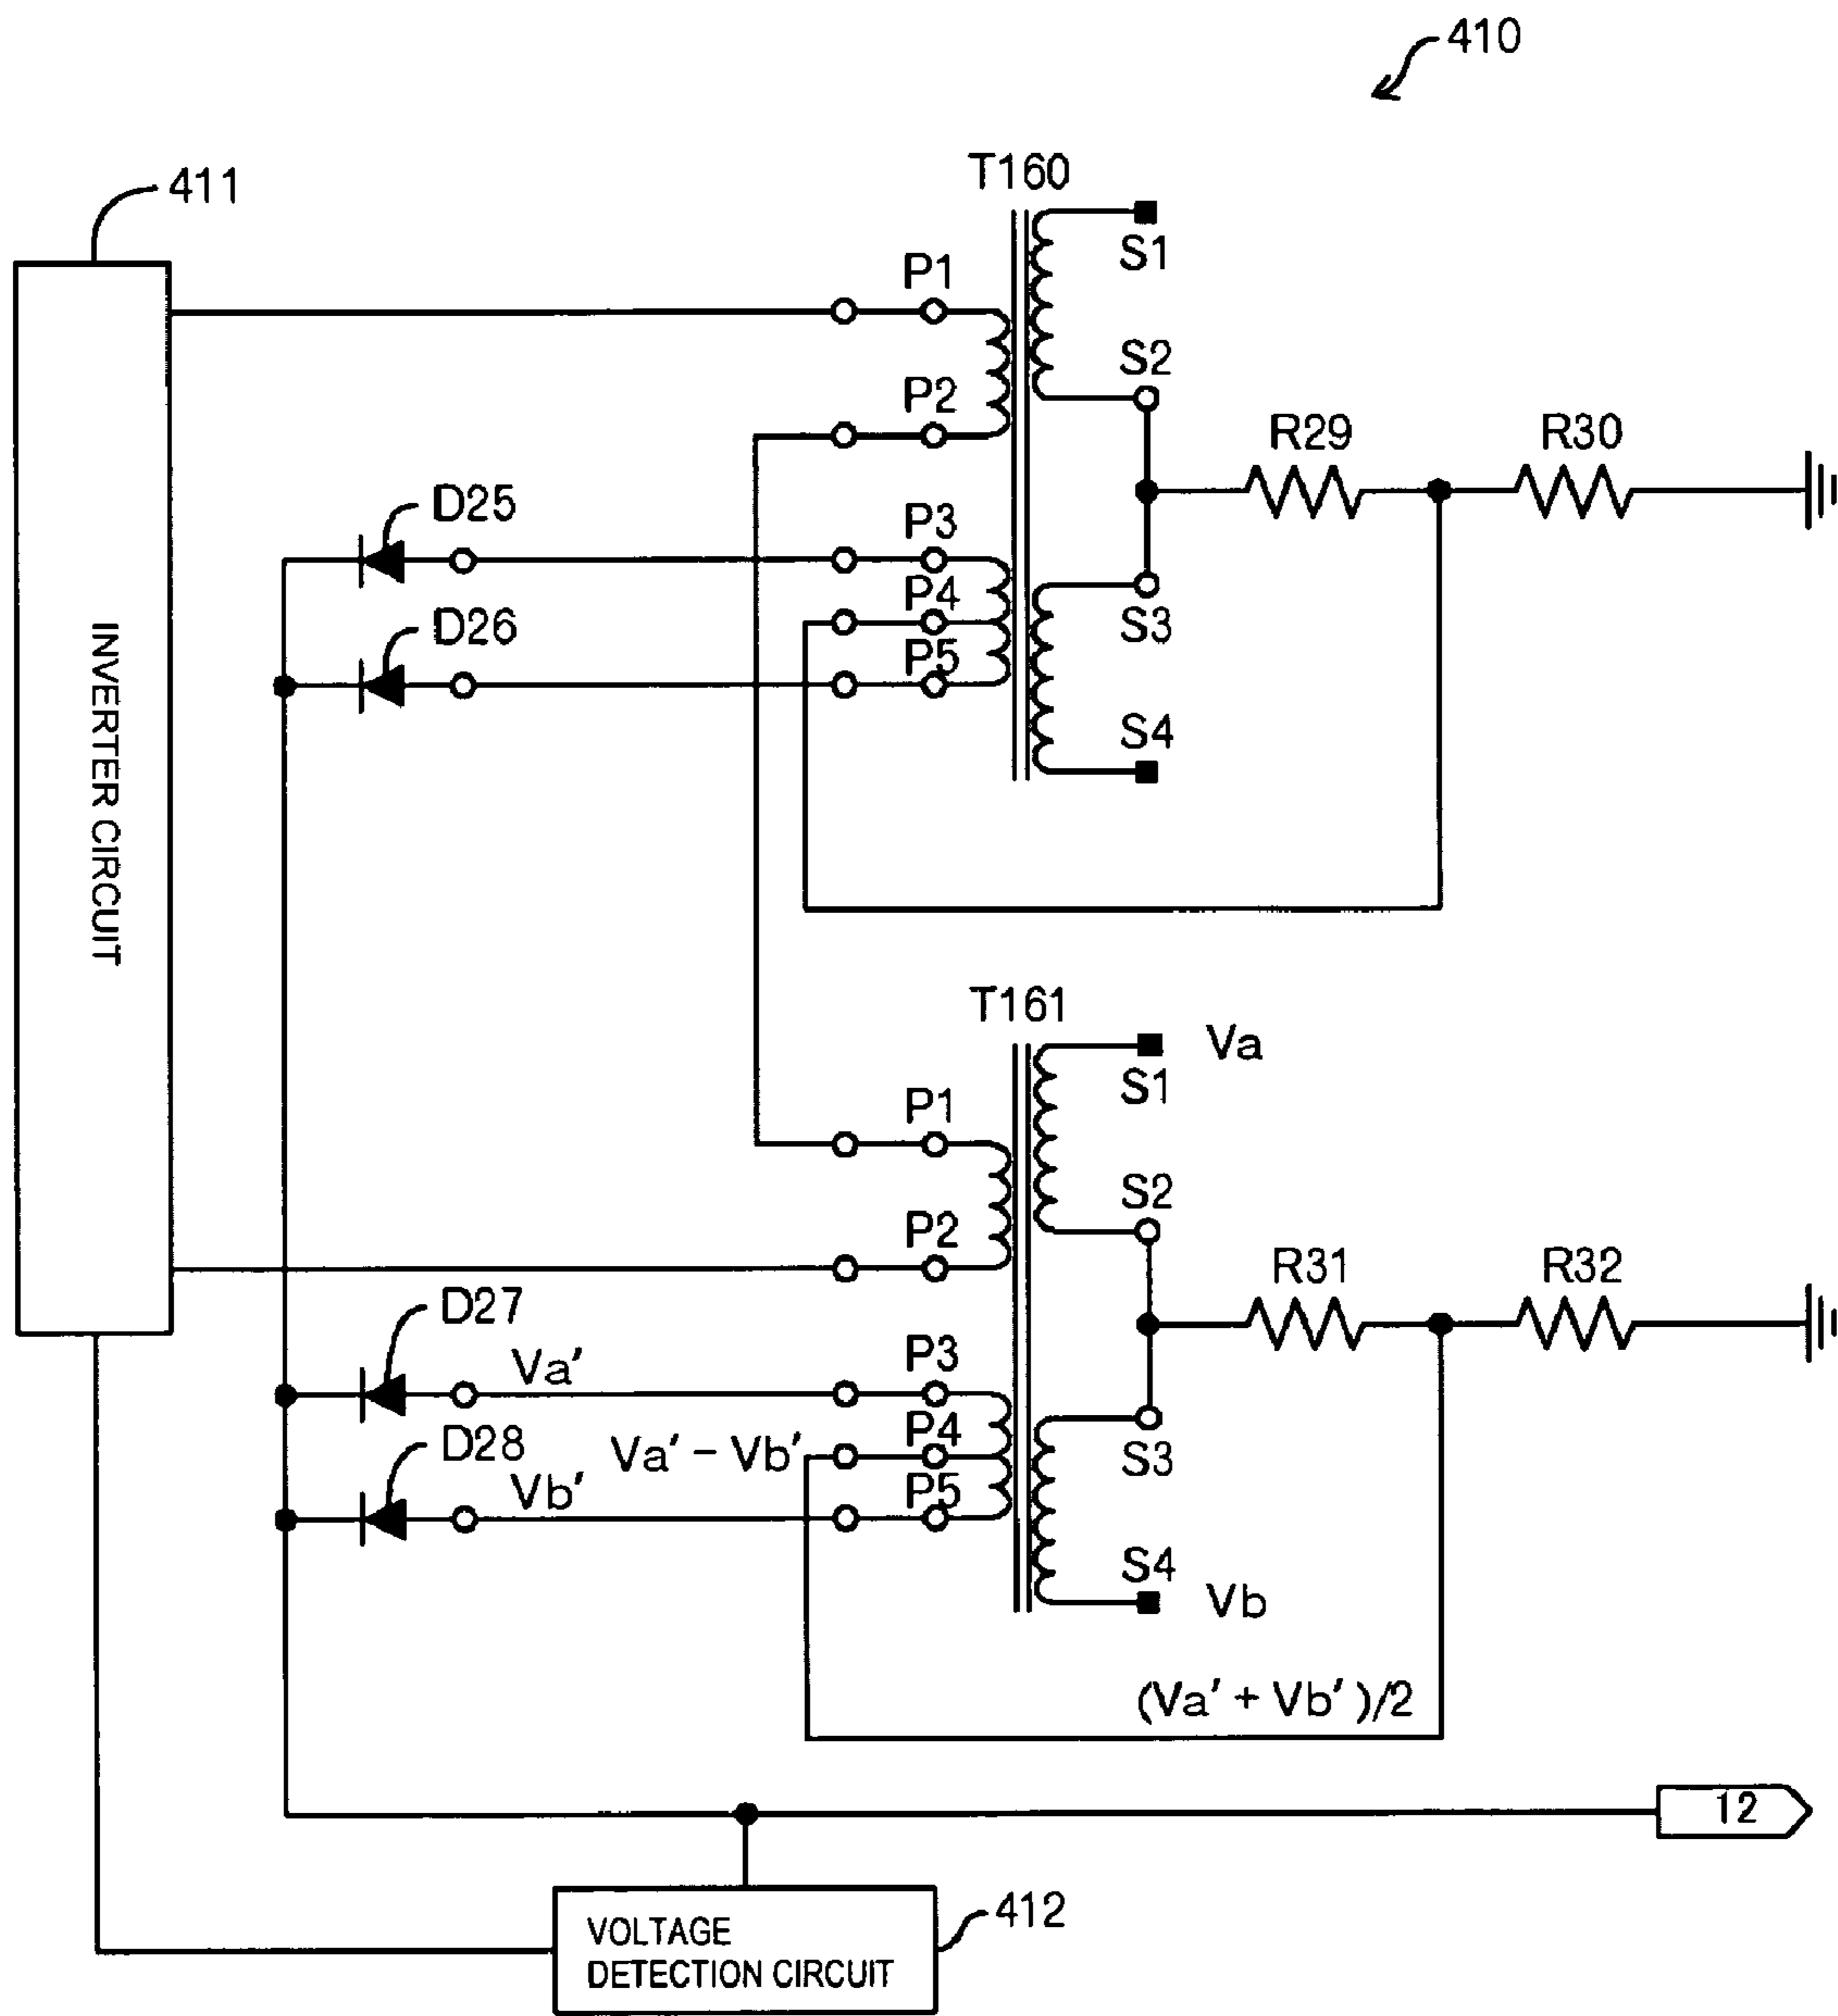 410
411
T160
S1
P1
S2
P2
R29
R30
D25
P3
P4
S3
D26
P5
S4
INVERTER CIRCUIT
T161
Va
S1
P1
S2
P2
R31
R32
D27
Va'
P3
D28
Va' - Vb'
P4
S3
Vb'
P5
S4
Vb
(Va' + Vb')/2
12
412
VOLTAGE
DETECTION CIRCUIT